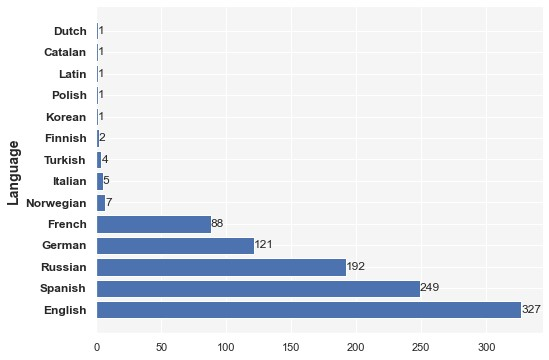 Language
Dutch 1
Catalan 1
Latin 1
Polish 1
Korean 1
Finnish 2
Turkish 4
Italian 5
Norwegian 7
French 88
German 121
Russian 192
Spanish 249
English 327
0 50 100 150 200 250 300